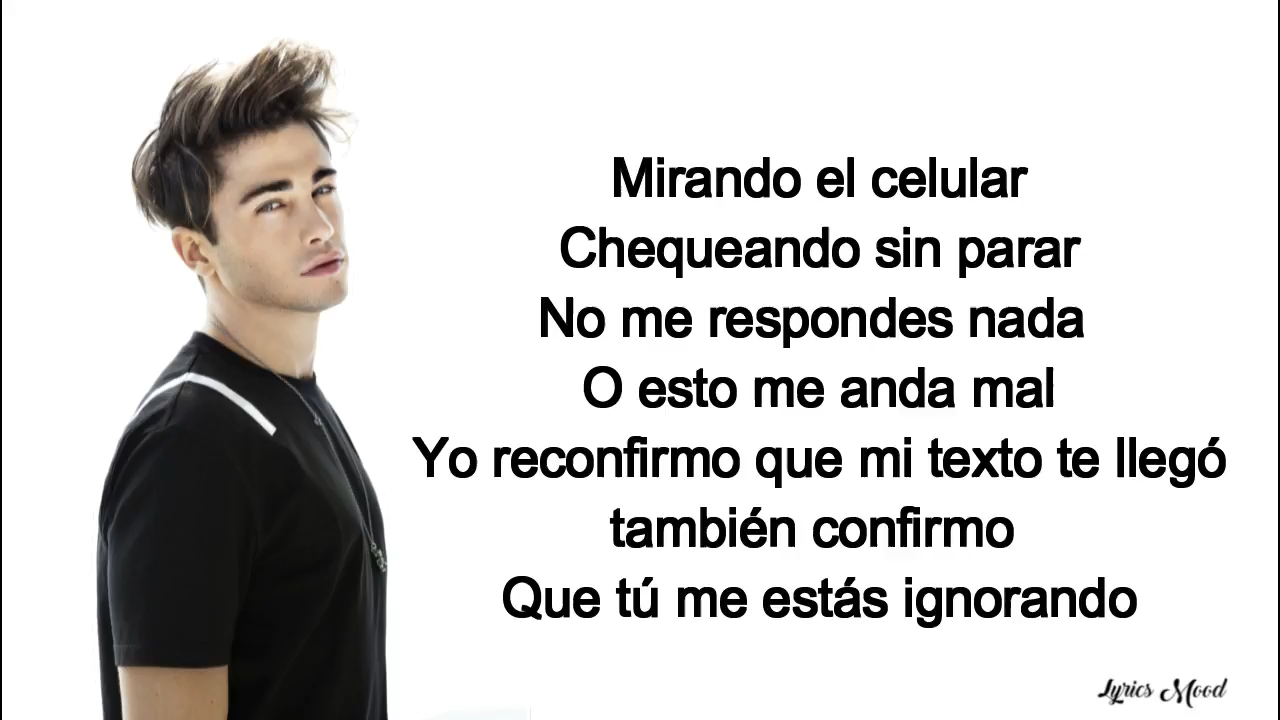 Mirando el celular
Chequeando sin parar
No me respondes nada
O esto me anda mal
Yo reconfirmo que mi texto te llegó
también confirmo
Que tú me estás ignorando
Lyrics Mood